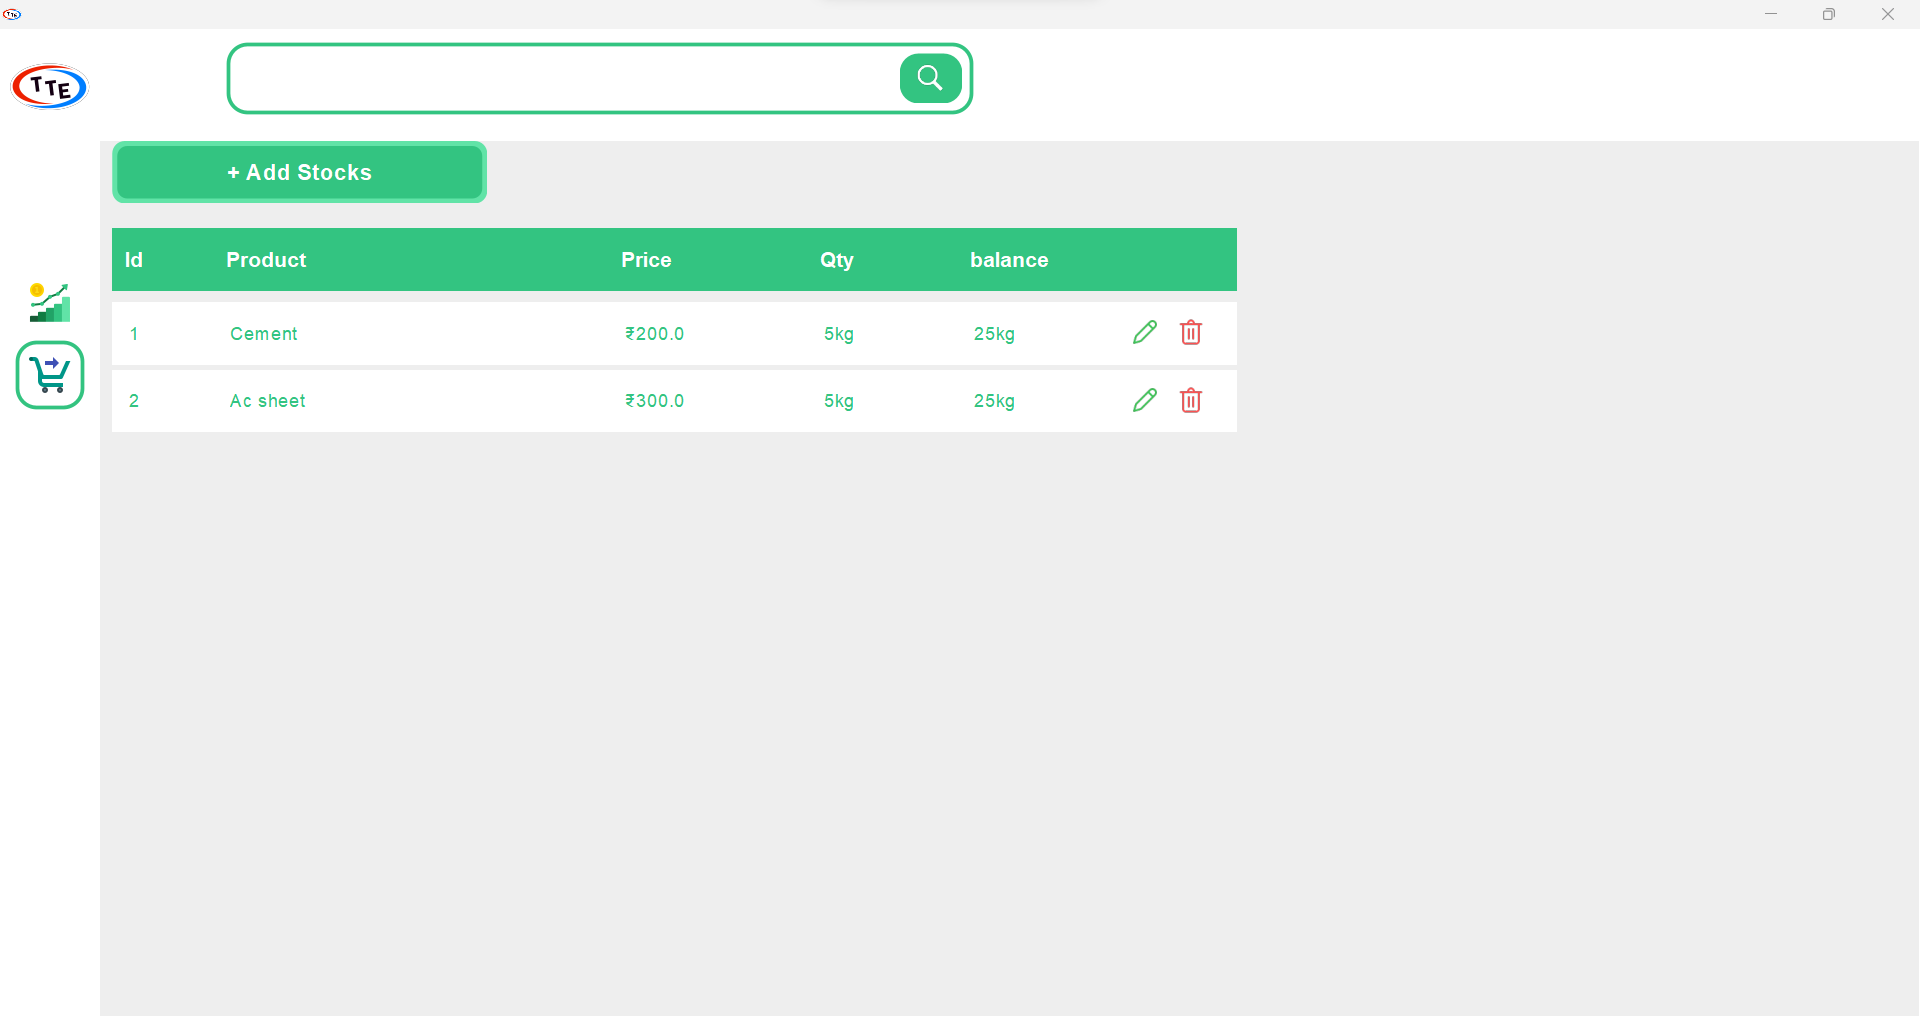 TTE
TTE
+ Add Stocks
Id Product Price Qty balance
1 Cement ₹200.0 5kg 25kg
2 Ac sheet ₹300.0 5kg 25kg